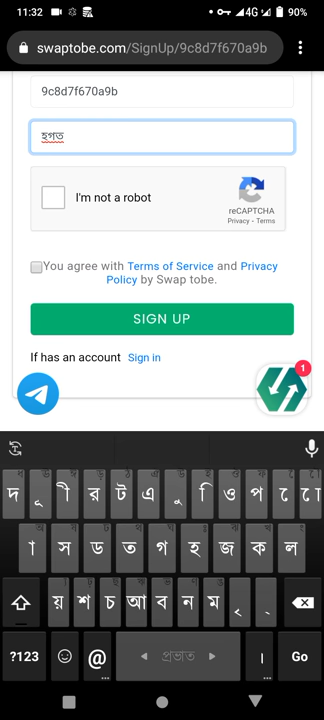 11:32
4G
90%
swaptobe.com/SignUp/9c8d7f670a9b
9c8d7f670a9b
হগত
I'm not a robot
reCAPTCHA
Privacy - Terms
You agree with Terms of Service and Privacy
Policy by Swap tobe.
SIGN UP
If has an account Sign in
1
দ ূ ী র ট এ ু ি ও প ে ো
া স ড ত গ হ জ ক ল
য় শ চ আ ব ন ম ্
?123 @ প্রভাত । Go